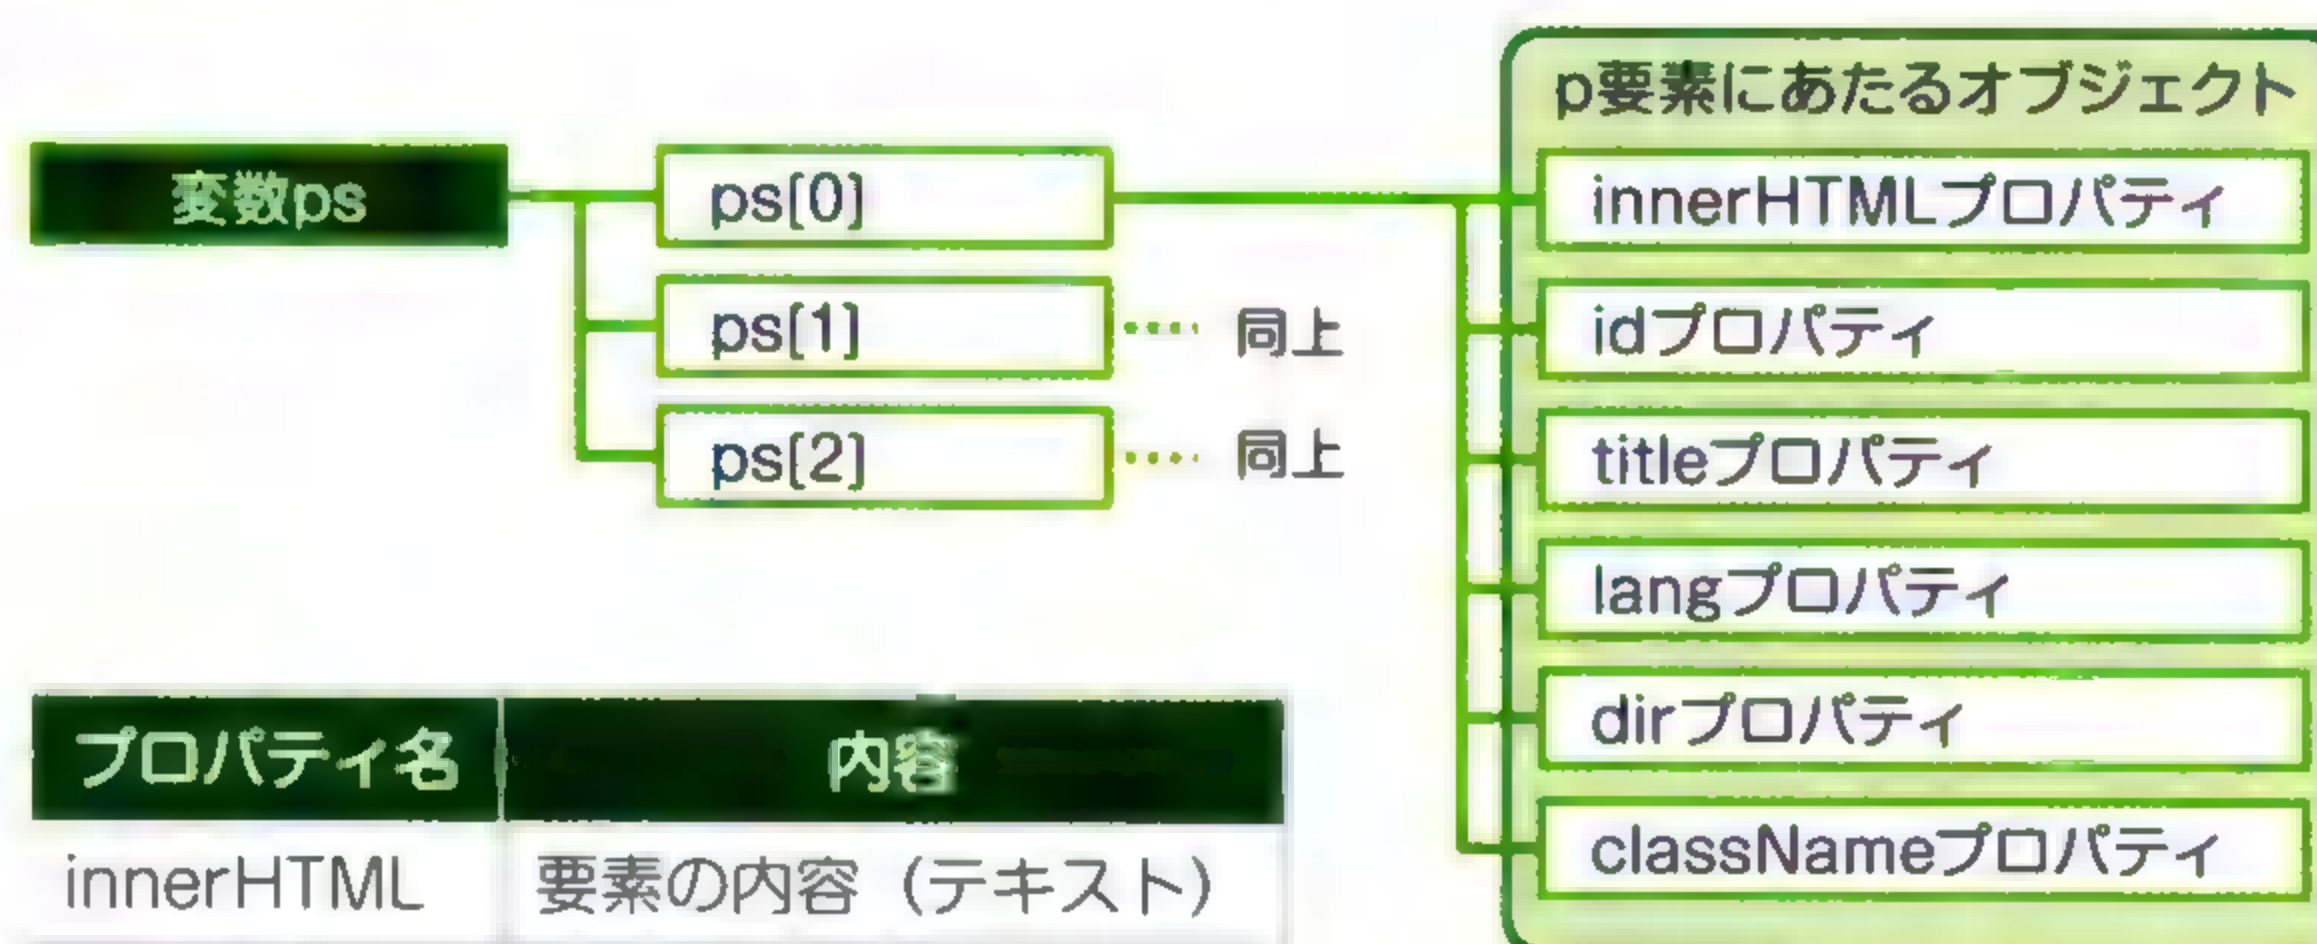 変数ps
ps[0]
ps[1]
同上
ps[2]
同上
p要素にあたるオブジェクト
innerHTMLプロパティ
idプロパティ
titleプロパティ
langプロパティ
dirプロパティ
classNameプロパティ
プロパティ名 内容
innerHTML 要素の内容（テキスト）